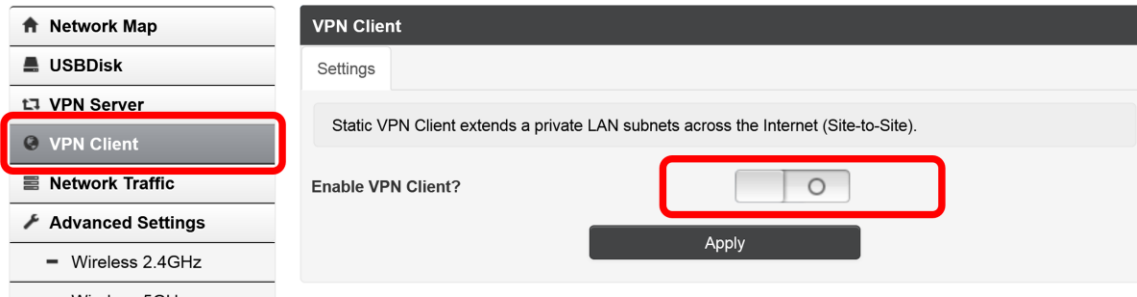 Network Map
USBDisk
VPN Server
VPN Client
Network Traffic
Advanced Settings
Wireless 2.4GHz
VPN Client
Settings
Static VPN Client extends a private LAN subnets across the Internet (Site-to-Site).
Enable VPN Client?
Apply